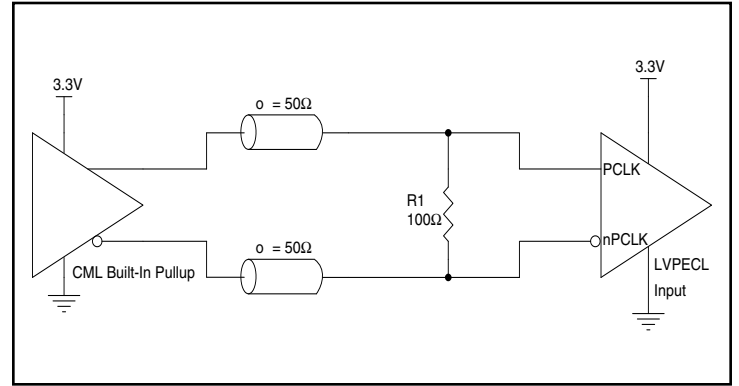 3.3V
3.3V
o = 50Ω
PCLK
R1
100Ω
o = 50Ω
nPCLK
CML Built-In Pullup
LVPECL
Input